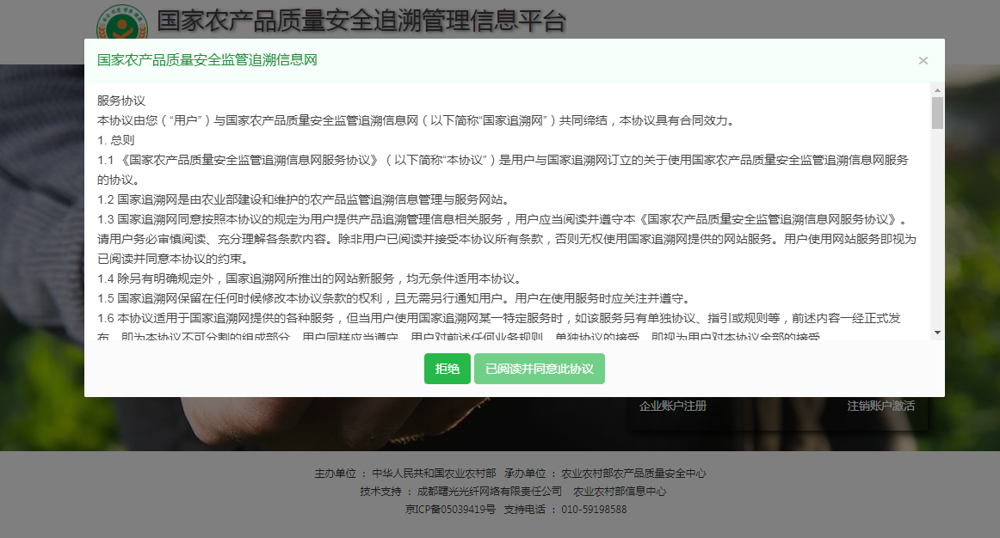 国家农产品质量安全追溯管理信息平台
国家农产品质量安全监管追溯信息网
×
服务协议
本协议由您（“用户”）与国家农产品质量安全监管追溯信息网（以下简称“国家追溯网”）共同缔结，本协议具有合同效力。
1. 总则
1.1 《国家农产品质量安全监管追溯信息网服务协议》（以下简称“本协议”）是用户与国家追溯网订立的关于使用国家农产品质量安全监管追溯信息网服务
的协议。
1.2 国家追溯网是由农业部建设和维护的农产品监管追溯信息管理与服务网站。
1.3 国家追溯网同意按照本协议的规定为用户提供产品追溯管理信息相关服务，用户应当阅读并遵守本《国家农产品质量安全监管追溯信息网服务协议》。
请用户务必审慎阅读、充分理解各条款内容。除非用户已阅读并接受本协议所有条款，否则无权使用国家追溯网提供的网站服务。用户使用网站服务即视为
已阅读并同意本协议的约束。
1.4 除另有明确规定外，国家追溯网所推出的网站新服务，均无条件适用本协议。
1.5 国家追溯网保留在任何时候修改本协议条款的权利，且无需另行通知用户。用户在使用服务时应关注并遵守。
1.6 本协议适用于国家追溯网提供的各种服务，但当用户使用国家追溯网某一特定服务时，如该服务另有单独协议、指引或规则等，前述内容一经正式发
布，即为本协议不可分割的组成部分，用户同样应当遵守。用户对前述任何业务规则、单独协议的接受，即视为用户对本协议全部的接受。
拒绝 已阅读并同意此协议
企业账户注册 注销账户激活
主办单位 ： 中华人民共和国农业农村部 承办单位 ： 农业农村部农产品质量安全中心
技术支持 ： 成都曙光光纤网络有限责任公司 农业农村部信息中心
京ICP备05039419号 支持电话 ： 010-59198588